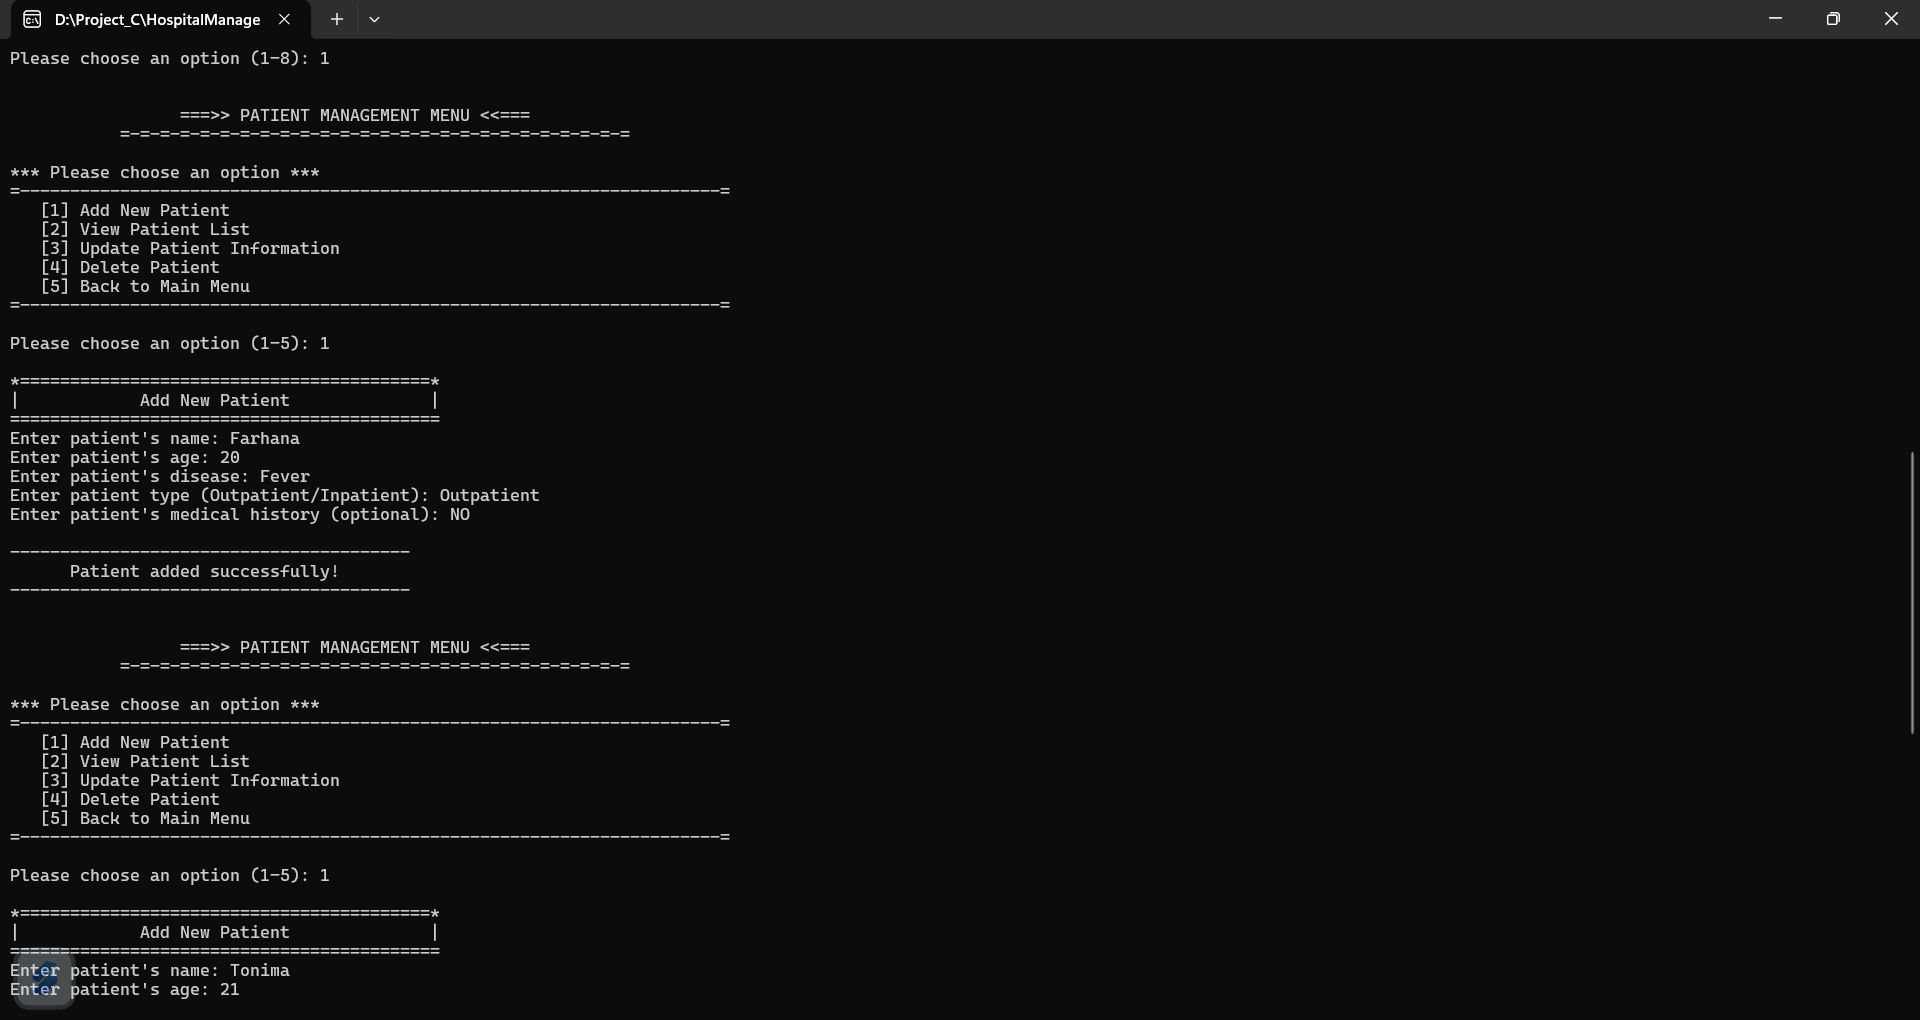 D:\Project_C\HospitalManage
Please choose an option (1-8): 1
===>> PATIENT MANAGEMENT MENU <<===
=-=-=-=-=-=-=-=-=-=-=-=-=-=-=-=-=-=-=-=-=-=-=-=-=-=
*** Please choose an option ***
=----------------------------------------------------------------------=
[1] Add New Patient
[2] View Patient List
[3] Update Patient Information
[4] Delete Patient
[5] Back to Main Menu
=----------------------------------------------------------------------=
Please choose an option (1-5): 1
*=========================================*
|            Add New Patient              |
===========================================
Enter patient's name: Farhana
Enter patient's age: 20
Enter patient's disease: Fever
Enter patient type (Outpatient/Inpatient): Outpatient
Enter patient's medical history (optional): NO
----------------------------------------
Patient added successfully!
----------------------------------------
===>> PATIENT MANAGEMENT MENU <<===
=-=-=-=-=-=-=-=-=-=-=-=-=-=-=-=-=-=-=-=-=-=-=-=-=-=
*** Please choose an option ***
=----------------------------------------------------------------------=
[1] Add New Patient
[2] View Patient List
[3] Update Patient Information
[4] Delete Patient
[5] Back to Main Menu
=----------------------------------------------------------------------=
Please choose an option (1-5): 1
*=========================================*
|            Add New Patient              |
===========================================
Enter patient's name: Tonima
Enter patient's age: 21